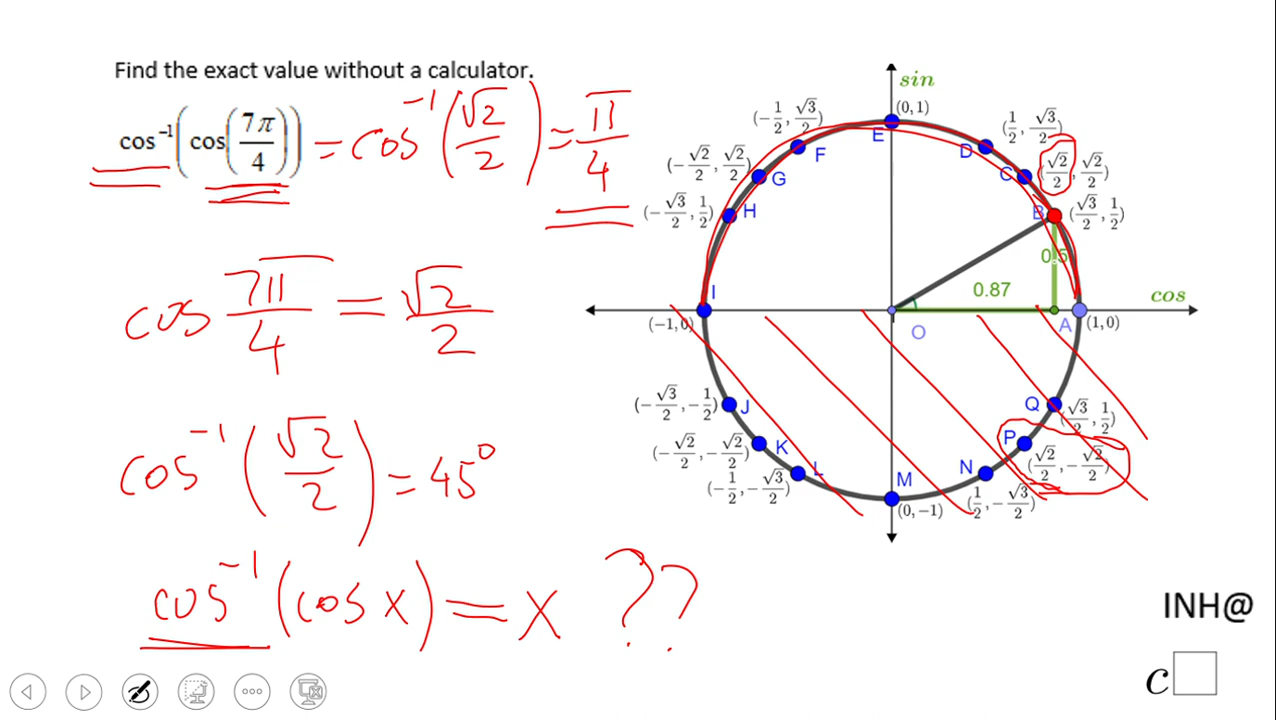 Find the exact value without a calculator.
cos⁻¹(cos(7π/4)) = cos⁻¹(√2/2) = π/4
cos 7π/4 = √2/2
cos⁻¹(√2/2) = 45°
cos⁻¹(cos x) = x ??
sin
(0, 1)
E
(-1/2, √3/2)
F
(1/2, √3/2)
D
(-√2/2, √2/2)
G
C
(√2/2, √2/2)
(-√3/2, 1/2)
H
B
(√3/2, 1/2)
0.5
0.87
I
cos
(-1, 0)
O
A
(1, 0)
(-√3/2, -1/2)
J
Q
(√3/2, 1/2)
(-√2/2, -√2/2)
K
P
(√2/2, -√2/2)
(-1/2, -√3/2)
L
M
(0, -1)
N
(1/2, -√3/2)
INH@
c